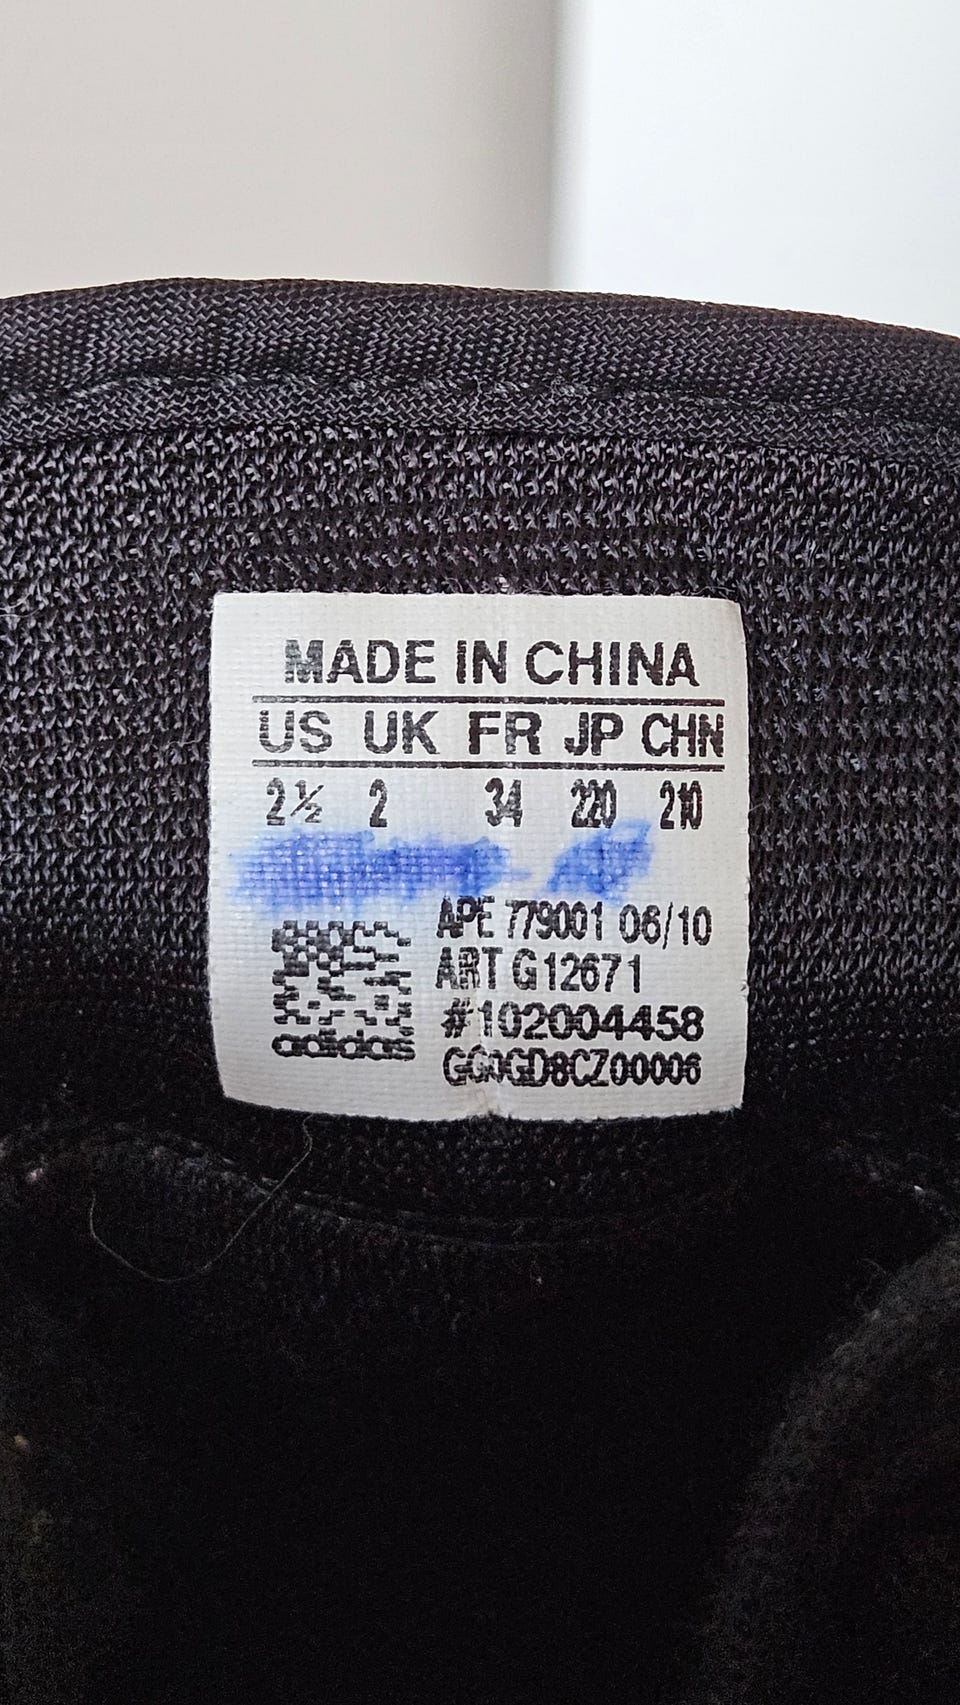 MADE IN CHINA
US UK FR JP CHN
2½ 2 34 220 210
APE 779001 06/10
ART G12671
#102004458
GG0GD8CZ00006
adidas